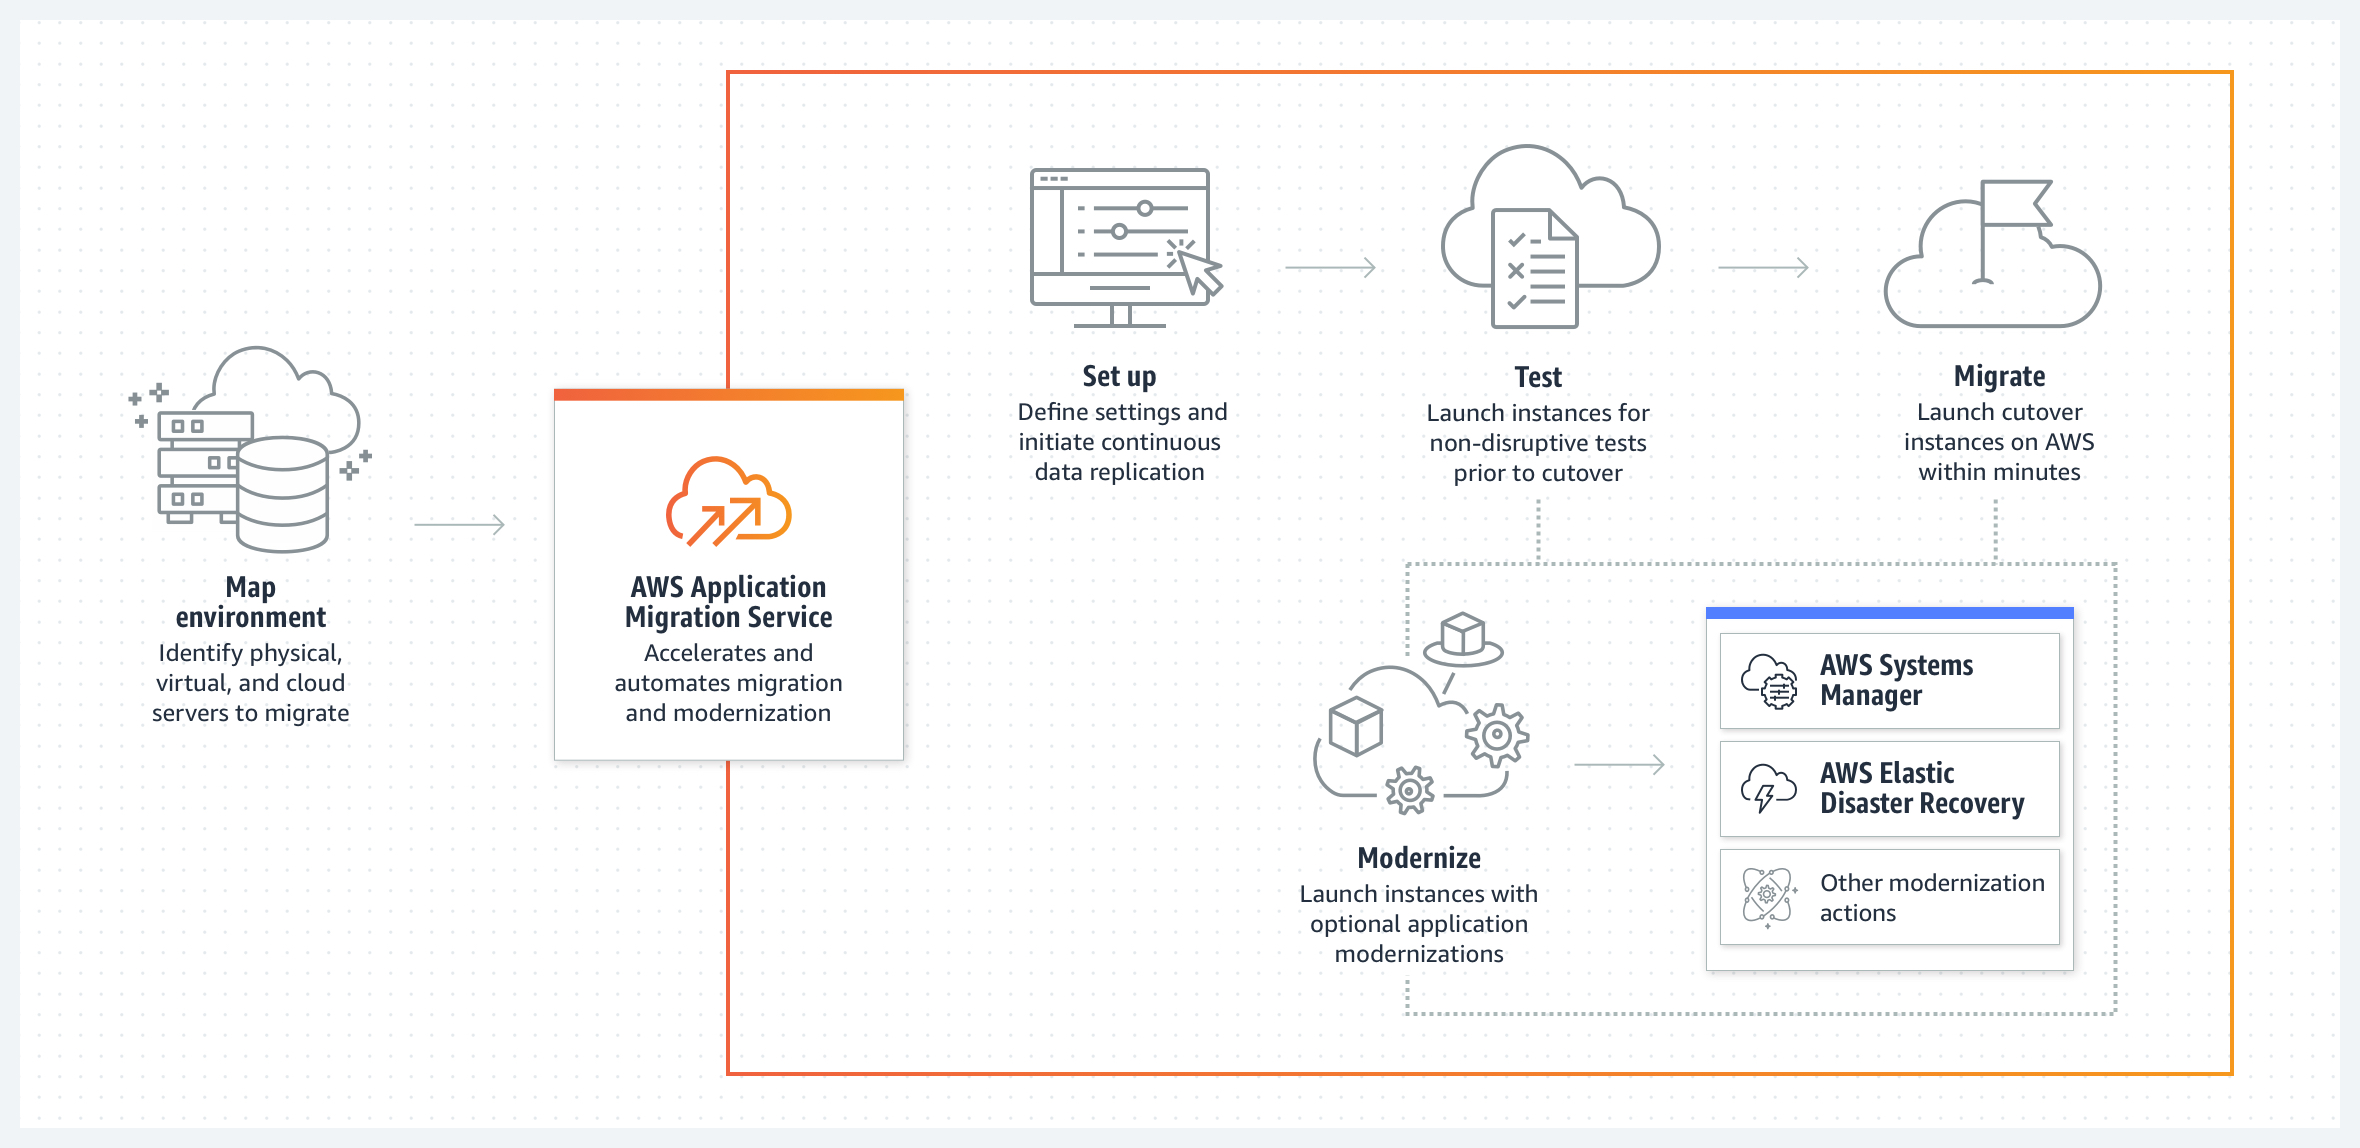 Map
environment
Identify physical,
virtual, and cloud
servers to migrate
AWS Application
Migration Service
Accelerates and
automates migration
and modernization
Set up
Define settings and
initiate continuous
data replication
Test
Launch instances for
non-disruptive tests
prior to cutover
Migrate
Launch cutover
instances on AWS
within minutes
Modernize
Launch instances with
optional application
modernizations
AWS Systems
Manager
AWS Elastic
Disaster Recovery
Other modernization
actions